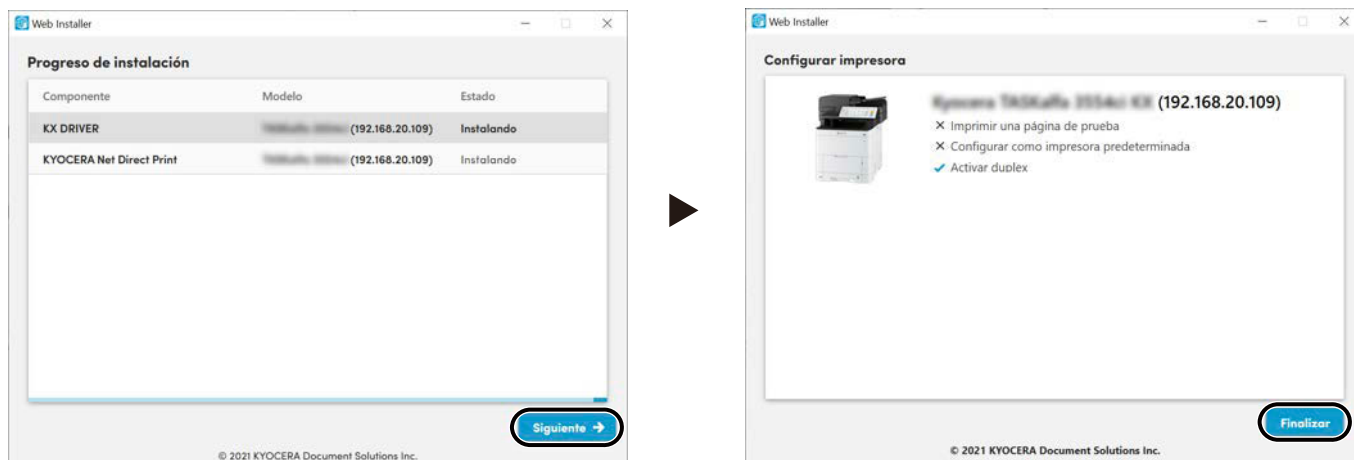 Web Installer
Progreso de instalación
Componente Modelo Estado
KX DRIVER (192.168.20.109) Instalando
KYOCERA Net Direct Print (192.168.20.109) Instalando
Siguiente →
© 2021 KYOCERA Document Solutions Inc.
Web Installer
Configurar impresora
(192.168.20.109)
Imprimir una página de prueba
Configurar como impresora predeterminada
Activar duplex
Finalizar
© 2021 KYOCERA Document Solutions Inc.